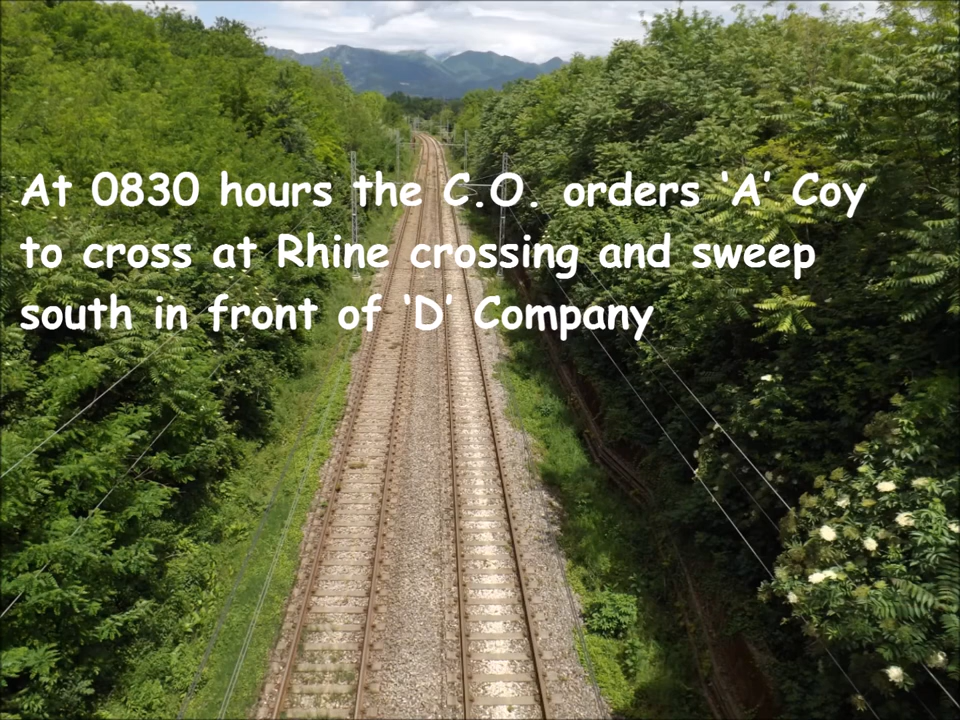 At 0830 hours the C.O. orders ‘A’ Coy
to cross at Rhine crossing and sweep
south in front of ‘D’ Company